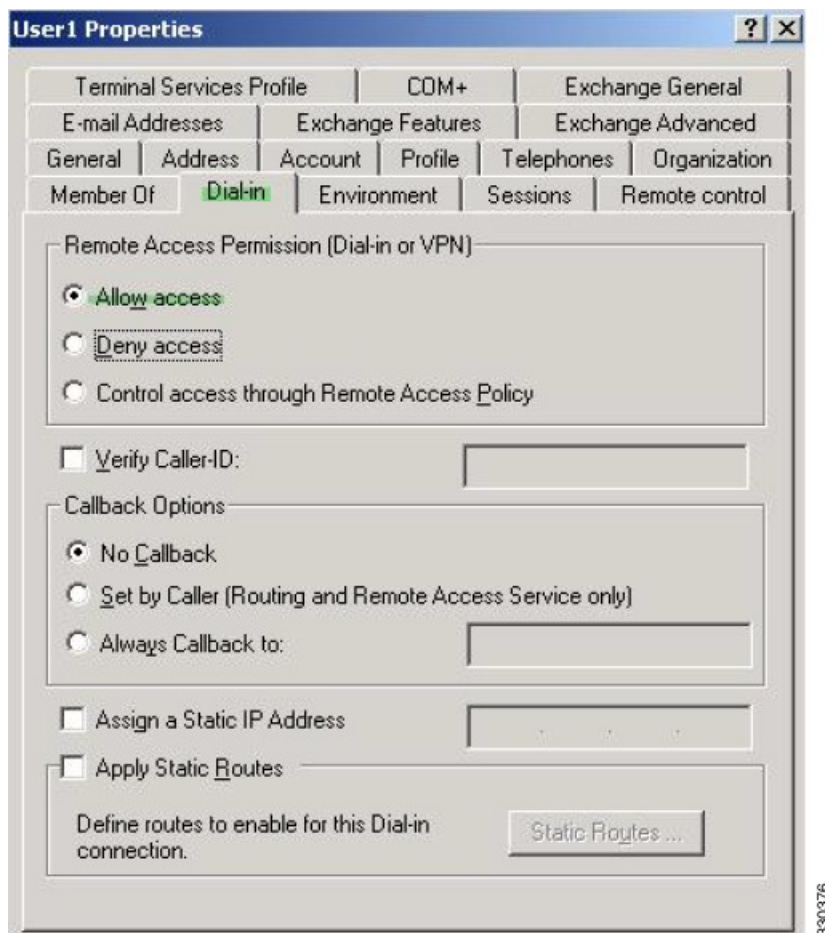 User1 Properties
Terminal Services Profile COM+ Exchange General
E-mail Addresses Exchange Features Exchange Advanced
General Address Account Profile Telephones Organization
Member Of Dial-in Environment Sessions Remote control
Remote Access Permission (Dial-in or VPN)
Allow access
Deny access
Control access through Remote Access Policy
Verify Caller-ID:
Callback Options
No Callback
Set by Caller (Routing and Remote Access Service only)
Always Callback to:
Assign a Static IP Address
Apply Static Routes
Define routes to enable for this Dial-in
connection.
Static Routes ...
330376